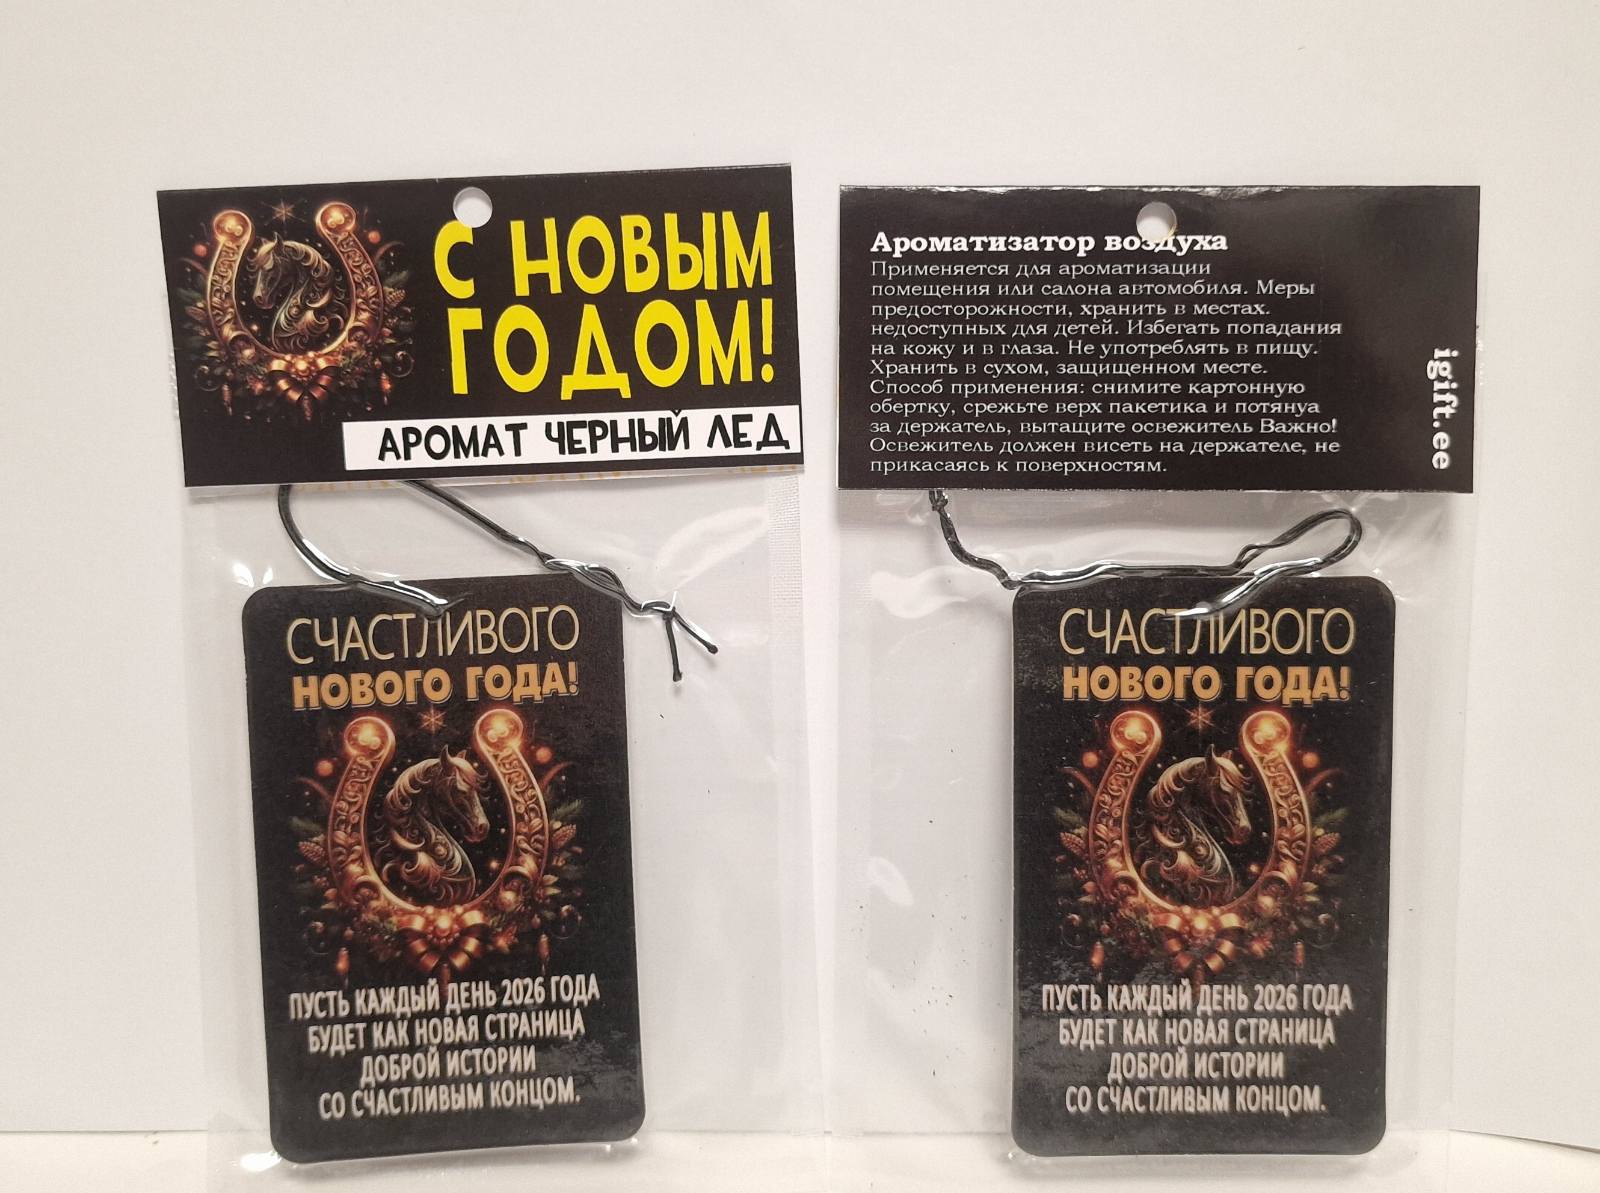 С НОВЫМ
ГОДОМ!
АРОМАТ ЧЕРНЫЙ ЛЕД
СЧАСТЛИВОГО
НОВОГО ГОДА!
ПУСТЬ КАЖДЫЙ ДЕНЬ 2026 ГОДА
БУДЕТ КАК НОВАЯ СТРАНИЦА
ДОБРОЙ ИСТОРИИ
СО СЧАСТЛИВЫМ КОНЦОМ.
Ароматизатор воздуха
Применяется для ароматизации
помещения или салона автомобиля. Меры
предосторожности, хранить в местах.
недоступных для детей. Избегать попадания
на кожу и в глаза. Не употреблять в пищу.
Хранить в сухом, защищенном месте.
Способ применения: снимите картонную
обертку, срежьте верх пакетика и потянуа
за держатель, вытащите освежитель Важно!
Освежитель должен висеть на держателе, не
прикасаясь к поверхностям.
igift.ee
СЧАСТЛИВОГО
НОВОГО ГОДА!
ПУСТЬ КАЖДЫЙ ДЕНЬ 2026 ГОДА
БУДЕТ КАК НОВАЯ СТРАНИЦА
ДОБРОЙ ИСТОРИИ
СО СЧАСТЛИВЫМ КОНЦОМ.